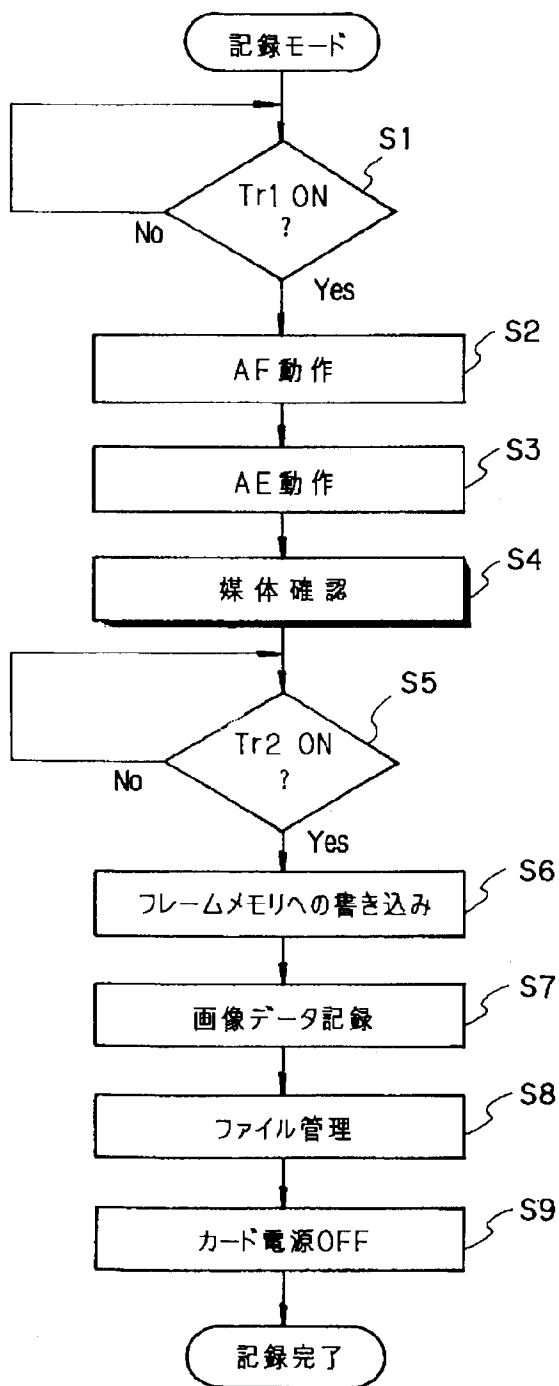 記録モード
S1
Tr1 ON
?
No
Yes
S2
AF動作
S3
AE動作
S4
媒体確認
S5
Tr2 ON
?
No
Yes
S6
フレームメモリへの書き込み
S7
画像データ記録
S8
ファイル管理
S9
カード電源OFF
記録完了